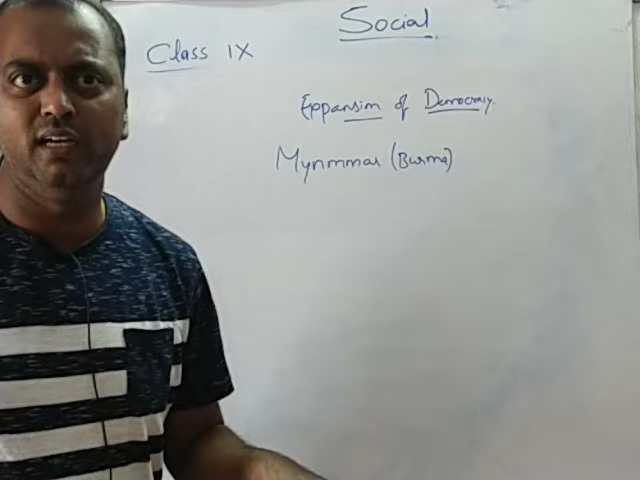 Social
Class IX
Expansion of Democracy.
Mynmmar (Burma)